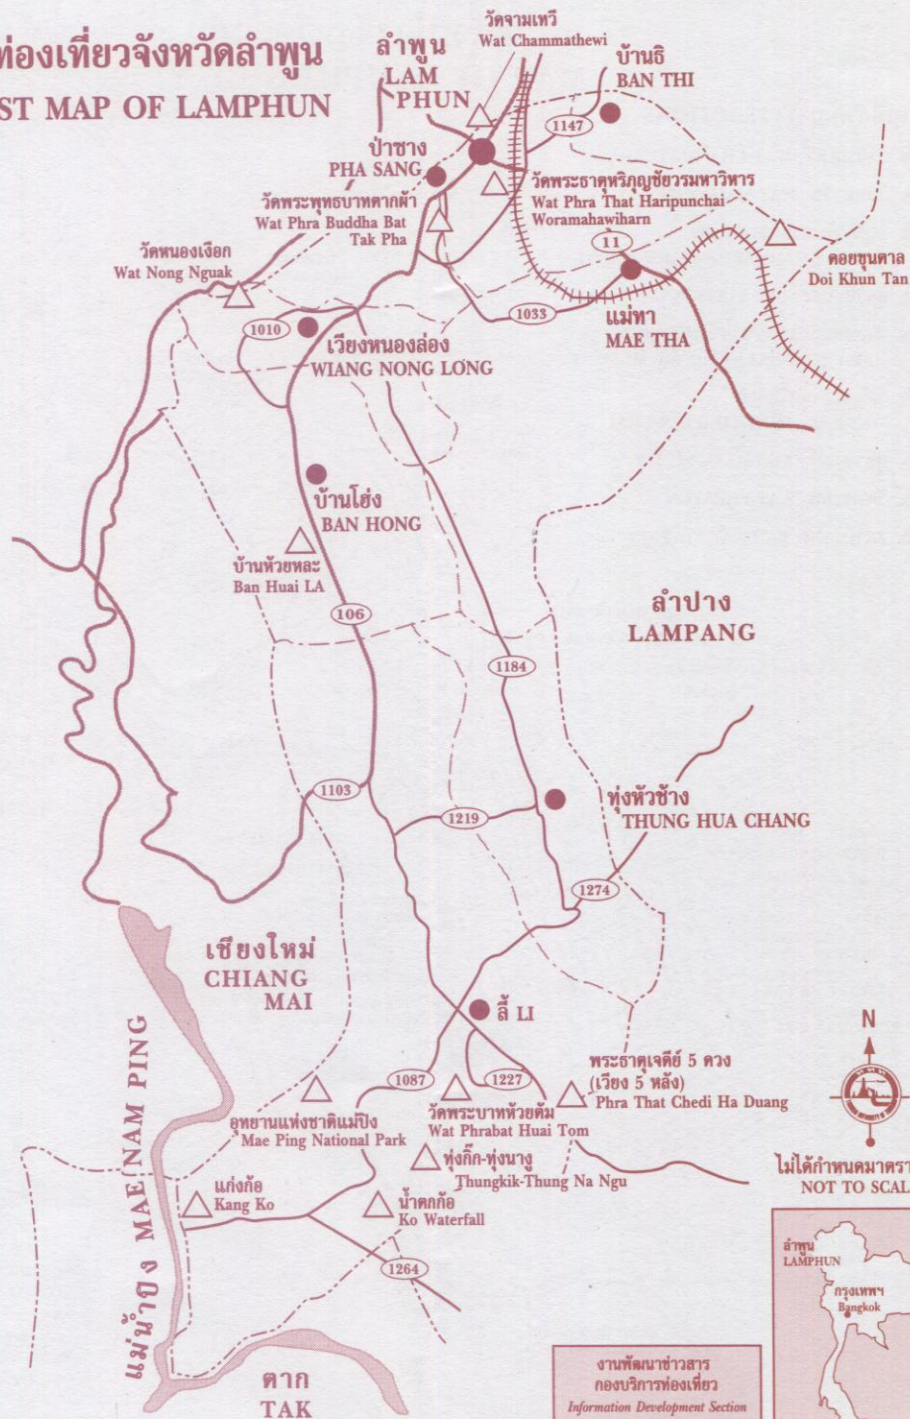 ท่องเที่ยวจังหวัดลำพูน
ST MAP OF LAMPHUN
วัดจามเทวี
Wat Chammathewi
ลำพูน
LAM
PHUN
บ้านธิ
BAN THI
1147
ป่าซาง
PHA SANG
วัดพระธาตุหริภุญชัยวรมหาวิหาร
Wat Phra That Haripunchai
Woramahawiharn
วัดพระพุทธบาทตากผ้า
Wat Phra Buddha Bat
Tak Pha
11
วัดหนองเงือก
Wat Nong Nguak
ดอยขุนตาล
Doi Khun Tan
1010
1033
แม่ทา
MAE THA
เวียงหนองล่อง
WIANG NONG LONG
บ้านโฮ่ง
BAN HONG
บ้านห้วยหละ
Ban Huai LA
106
ลำปาง
LAMPANG
1184
1103
1219
ทุ่งหัวช้าง
THUNG HUA CHANG
1274
เชียงใหม่
CHIANG
MAI
ลี้ LI
N
แม่น้ำปิง MAE NAM PING
1087
1227
พระธาตุเจดีย์ 5 ดวง
(เวียง 5 หลัง)
Phra That Chedi Ha Duang
อุทยานแห่งชาติแม่ปิง
Mae Ping National Park
วัดพระบาทห้วยต้ม
Wat Phrabat Huai Tom
ทุ่งกิ๊ก-ทุ่งนางู
Thungkik-Thung Na Ngu
ไม่ได้กำหนดมาตรา
NOT TO SCAL
แก่งก้อ
Kang Ko
น้ำตกก้อ
Ko Waterfall
1264
ลำพูน
LAMPHUN
กรุงเทพฯ
Bangkok
ตาก
TAK
งานพัฒนาข่าวสาร
กองบริการท่องเที่ยว
Information Development Section